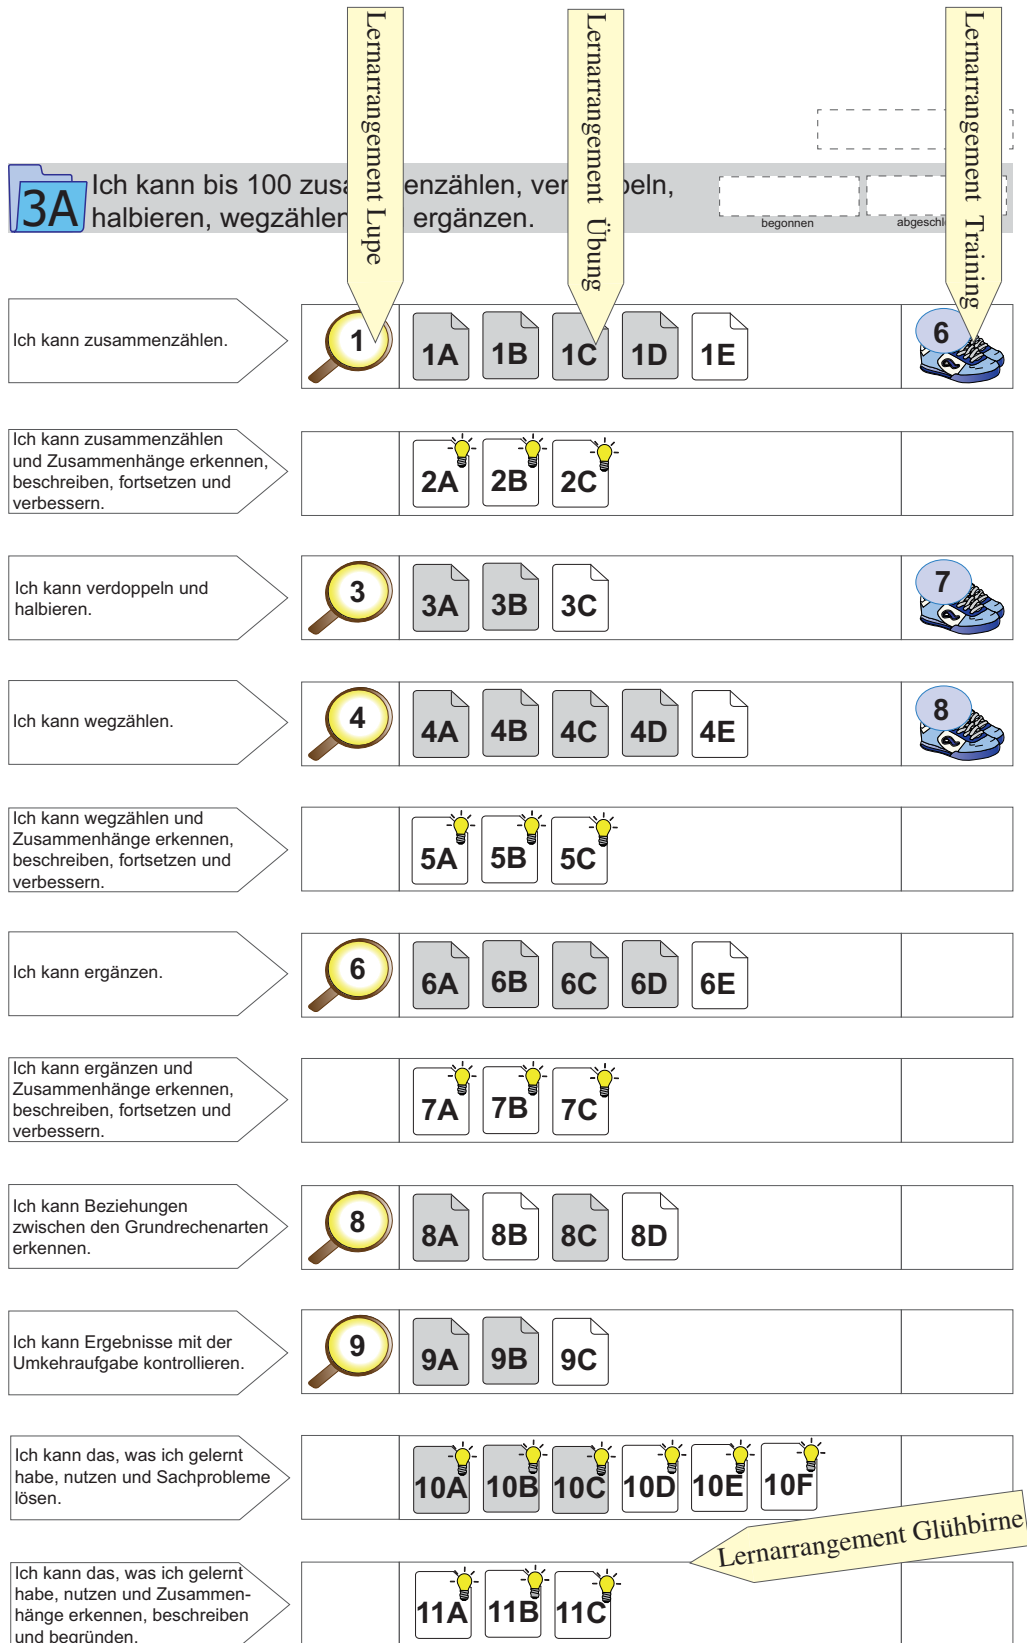 Lernarrangement Lupe
Lernarrangement Übung
Lernarrangement Training
3A
Ich kann bis 100 zusa enzählen, ver peln,
halbieren, wegzählen ergänzen.
begonnen
abgeschl
Ich kann zusammenzählen.
1
1A 1B 1C 1D 1E
6
Ich kann zusammenzählen
und Zusammenhänge erkennen,
beschreiben, fortsetzen und
verbessern.
2A 2B 2C
Ich kann verdoppeln und
halbieren.
3
3A 3B 3C
7
Ich kann wegzählen.
4
4A 4B 4C 4D 4E
8
Ich kann wegzählen und
Zusammenhänge erkennen,
beschreiben, fortsetzen und
verbessern.
5A 5B 5C
Ich kann ergänzen.
6
6A 6B 6C 6D 6E
Ich kann ergänzen und
Zusammenhänge erkennen,
beschreiben, fortsetzen und
verbessern.
7A 7B 7C
Ich kann Beziehungen
zwischen den Grundrechenarten
erkennen.
8
8A 8B 8C 8D
Ich kann Ergebnisse mit der
Umkehraufgabe kontrollieren.
9
9A 9B 9C
Ich kann das, was ich gelernt
habe, nutzen und Sachprobleme
lösen.
10A 10B 10C 10D 10E 10F
Lernarrangement Glühbirne
Ich kann das, was ich gelernt
habe, nutzen und Zusammen-
hänge erkennen, beschreiben
und begründen.
11A 11B 11C